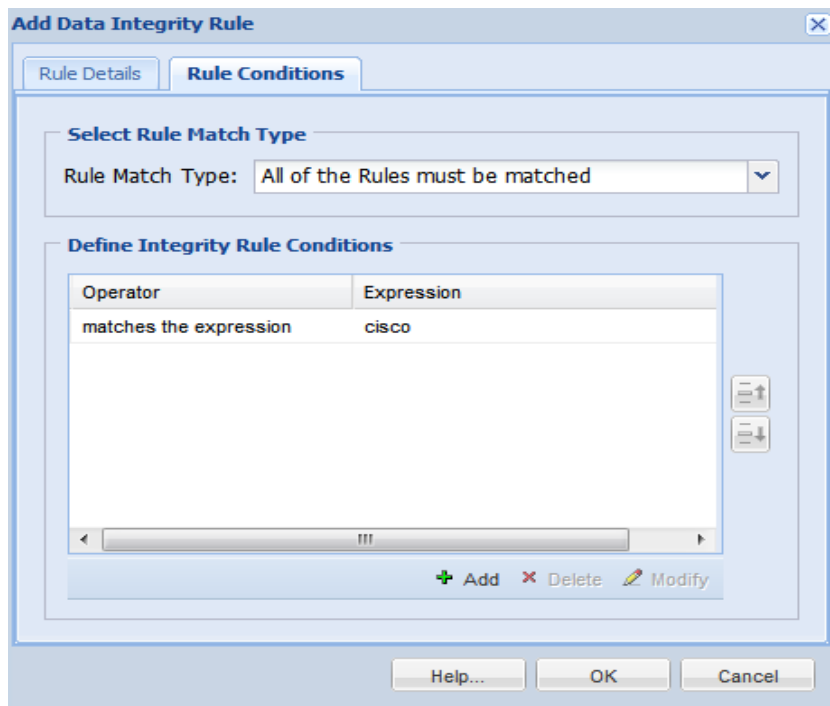 Add Data Integrity Rule
Rule Details
Rule Conditions
Select Rule Match Type
Rule Match Type: All of the Rules must be matched
Define Integrity Rule Conditions
Operator Expression
matches the expression cisco
Add Delete Modify
Help... OK Cancel